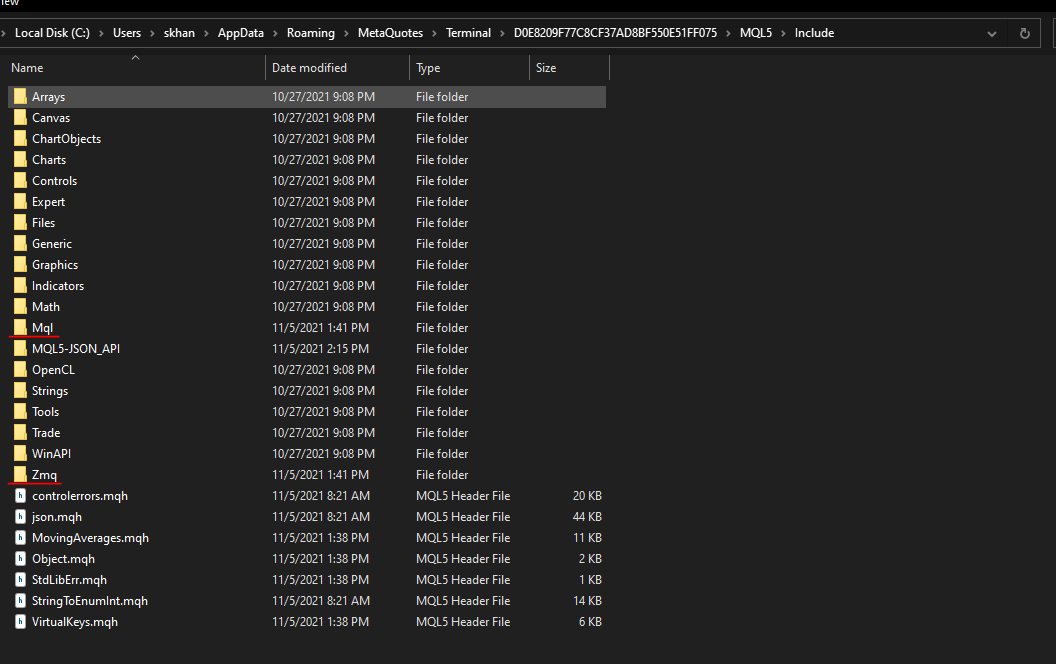 Local Disk (C:) > Users > skhan > AppData > Roaming > MetaQuotes > Terminal > D0E8209F77C8CF37AD8BF550E51FF075 > MQL5 > Include
Name Date modified Type Size
Arrays 10/27/2021 9:08 PM File folder
Canvas 10/27/2021 9:08 PM File folder
ChartObjects 10/27/2021 9:08 PM File folder
Charts 10/27/2021 9:08 PM File folder
Controls 10/27/2021 9:08 PM File folder
Expert 10/27/2021 9:08 PM File folder
Files 10/27/2021 9:08 PM File folder
Generic 10/27/2021 9:08 PM File folder
Graphics 10/27/2021 9:08 PM File folder
Indicators 10/27/2021 9:08 PM File folder
Math 10/27/2021 9:08 PM File folder
Mql 11/5/2021 1:41 PM File folder
MQL5-JSON_API 11/5/2021 2:15 PM File folder
OpenCL 10/27/2021 9:08 PM File folder
Strings 10/27/2021 9:08 PM File folder
Tools 10/27/2021 9:08 PM File folder
Trade 10/27/2021 9:08 PM File folder
WinAPI 10/27/2021 9:08 PM File folder
Zmq 11/5/2021 1:41 PM File folder
controlerrors.mqh 11/5/2021 8:21 AM MQL5 Header File 20 KB
json.mqh 11/5/2021 8:21 AM MQL5 Header File 44 KB
MovingAverages.mqh 11/5/2021 1:38 PM MQL5 Header File 11 KB
Object.mqh 11/5/2021 1:38 PM MQL5 Header File 2 KB
StdLibErr.mqh 11/5/2021 1:38 PM MQL5 Header File 1 KB
StringToEnumInt.mqh 11/5/2021 8:21 AM MQL5 Header File 14 KB
VirtualKeys.mqh 11/5/2021 1:38 PM MQL5 Header File 6 KB